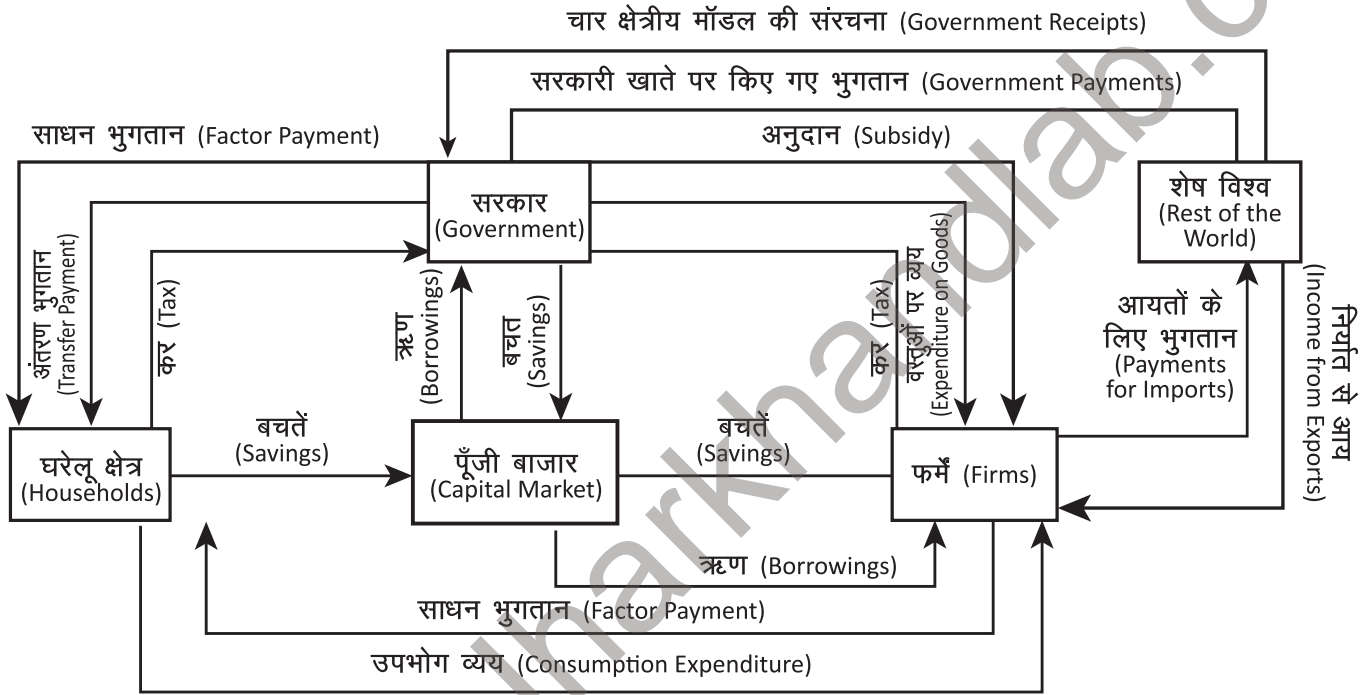 चार क्षेत्रीय मॉडल की संरचना (Government Receipts)
सरकारी खाते पर किए गए भुगतान (Government Payments)
साधन भुगतान (Factor Payment)
अनुदान (Subsidy)
सरकार
(Government)
शेष विश्व
(Rest of the
World)
अंतरण भुगतान
(Transfer Payment)
कर (Tax)
ऋण
(Borrowings)
बचत
(Savings)
कर (Tax)
वस्तुओं पर व्यय
(Expenditure on Goods)
आयतों के
लिए भुगतान
(Payments
for Imports)
निर्यात से आय
(Income from Exports)
घरेलू क्षेत्र
(Households)
बचतें
(Savings)
पूँजी बाजार
(Capital Market)
बचतें
(Savings)
फर्में (Firms)
ऋण (Borrowings)
साधन भुगतान (Factor Payment)
उपभोग व्यय (Consumption Expenditure)